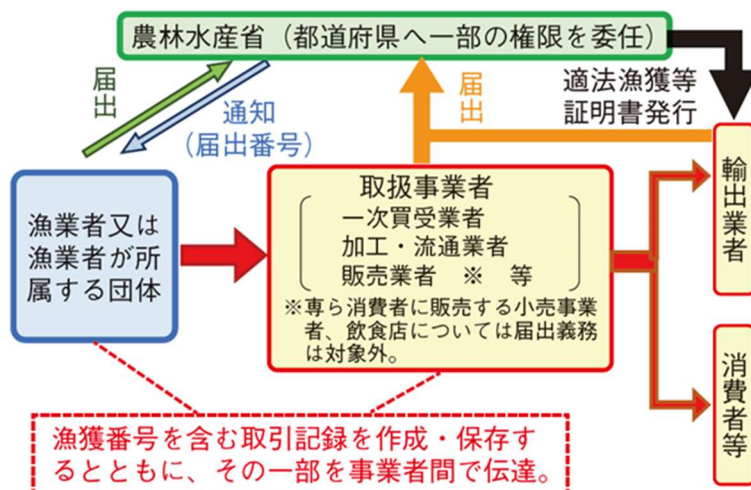 農林水産省（都道府県へ一部の権限を委任）
届出
通知
（届出番号）
届出
適法漁獲等
証明書発行
漁業者又は
漁業者が所
属する団体
取扱事業者
一次買受業者
加工・流通業者
販売業者　※　等
※専ら消費者に販売する小売事業
者、飲食店については届出義務
は対象外。
輸出業者
消費者等
漁獲番号を含む取引記録を作成・保存す
るとともに、その一部を事業者間で伝達。